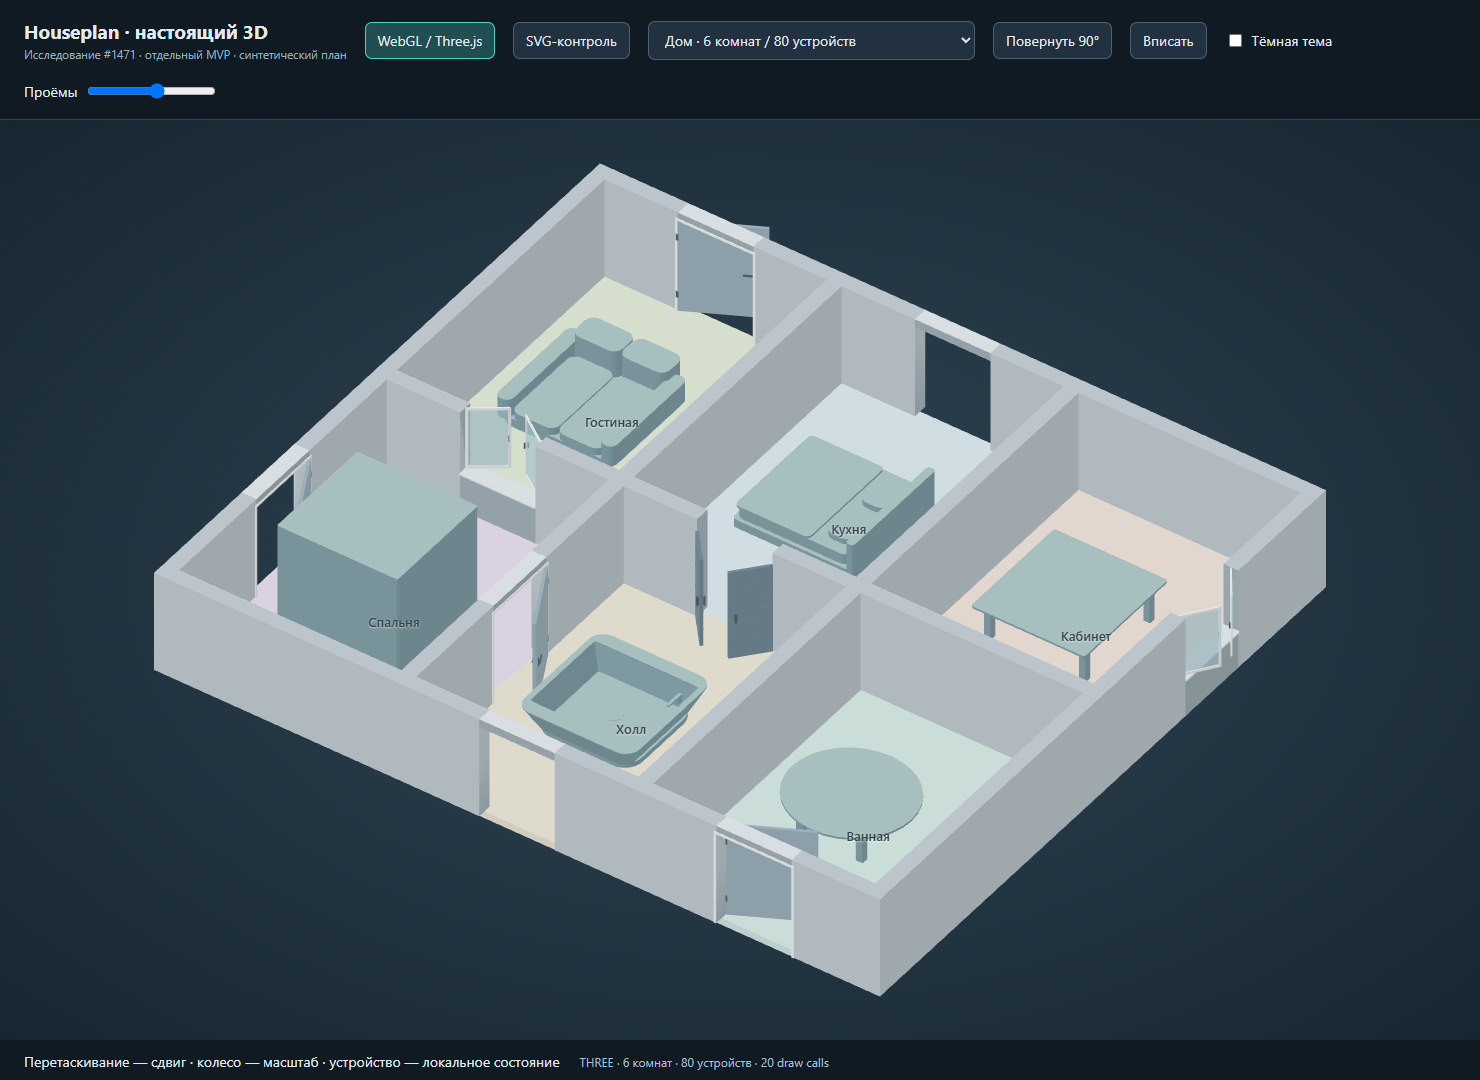 Houseplan · настоящий 3D
Исследование #1471 · отдельный MVP · синтетический план
WebGL / Three.js
SVG-контроль
Дом · 6 комнат / 80 устройств
Повернуть 90°
Вписать
Тёмная тема
Проёмы
Гостиная
Кухня
Спальня
Кабинет
Холл
Ванная
Перетаскивание — сдвиг · колесо — масштаб · устройство — локальное состояние
THREE · 6 комнат · 80 устройств · 20 draw calls